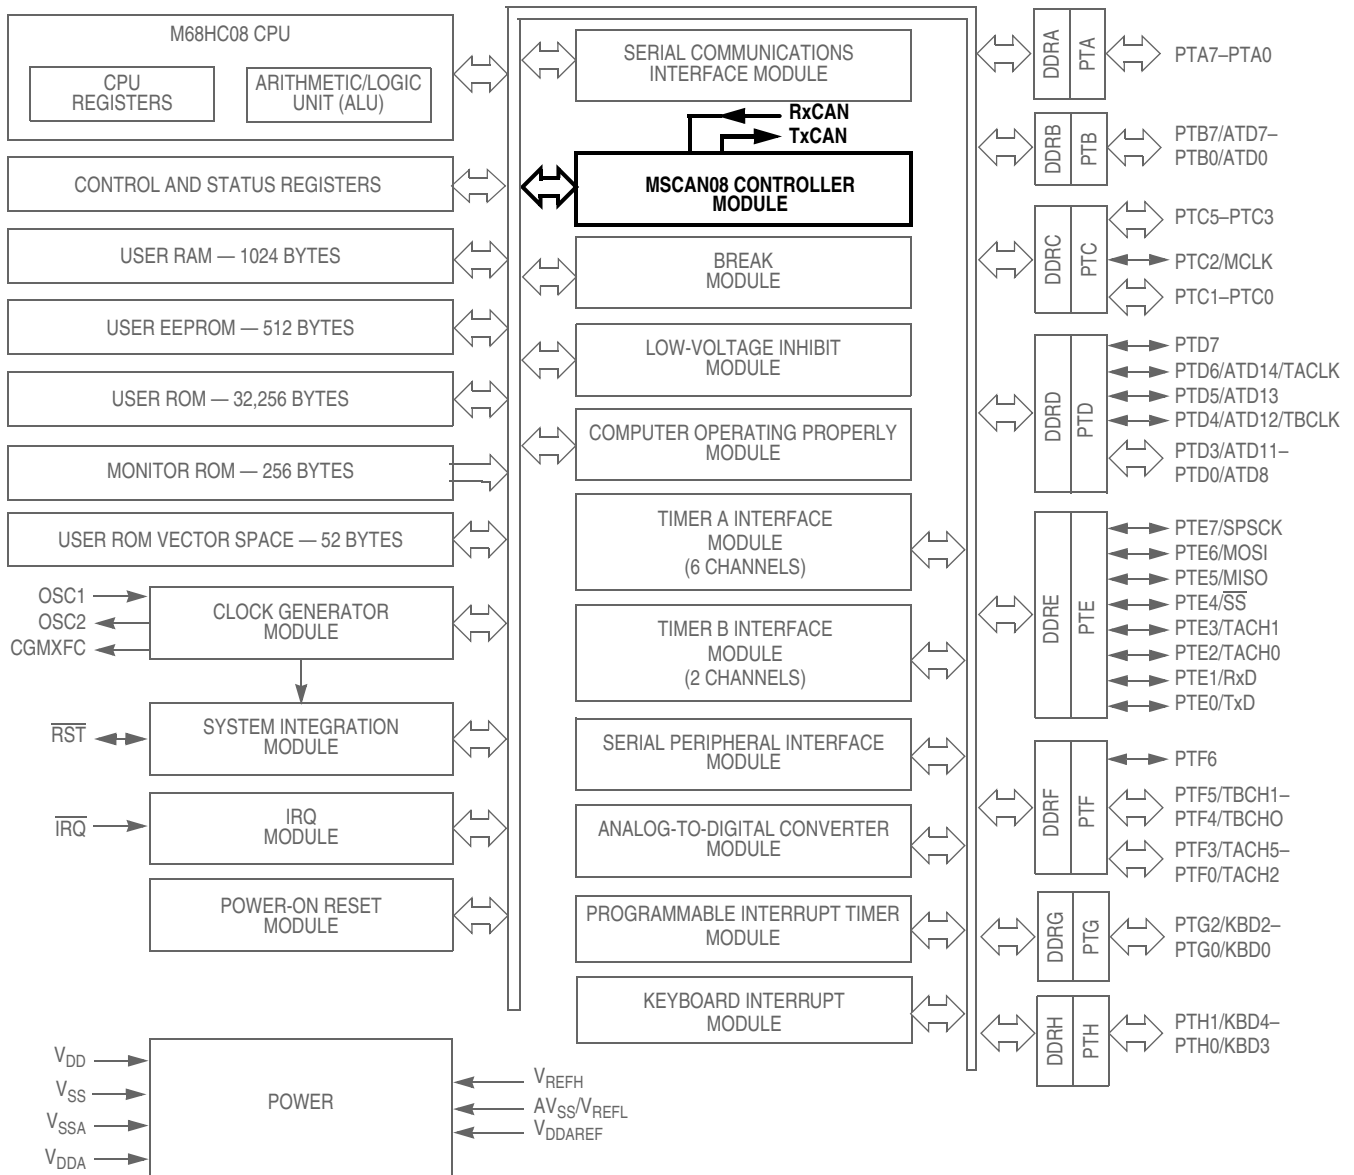 M68HC08 CPU
CPU
REGISTERS
ARITHMETIC/LOGIC
UNIT (ALU)
CONTROL AND STATUS REGISTERS
USER RAM — 1024 BYTES
USER EEPROM — 512 BYTES
USER ROM — 32,256 BYTES
MONITOR ROM — 256 BYTES
USER ROM VECTOR SPACE — 52 BYTES
OSC1
OSC2
CGMXFC
CLOCK GENERATOR
MODULE
RST
SYSTEM INTEGRATION
MODULE
IRQ
IRQ
MODULE
POWER-ON RESET
MODULE
VDD
VSS
VSSA
VDDA
POWER
VREFH
AVSS/VREFL
VDDAREF
SERIAL COMMUNICATIONS
INTERFACE MODULE
RxCAN
TxCAN
MSCAN08 CONTROLLER
MODULE
BREAK
MODULE
LOW-VOLTAGE INHIBIT
MODULE
COMPUTER OPERATING PROPERLY
MODULE
TIMER A INTERFACE
MODULE
(6 CHANNELS)
TIMER B INTERFACE
MODULE
(2 CHANNELS)
SERIAL PERIPHERAL INTERFACE
MODULE
ANALOG-TO-DIGITAL CONVERTER
MODULE
PROGRAMMABLE INTERRUPT TIMER
MODULE
KEYBOARD INTERRUPT
MODULE
DDRA
PTA
PTA7–PTA0
DDRB
PTB
PTB7/ATD7–
PTB0/ATD0
DDRC
PTC
PTC5–PTC3
PTC2/MCLK
PTC1–PTC0
DDRD
PTD
PTD7
PTD6/ATD14/TACLK
PTD5/ATD13
PTD4/ATD12/TBCLK
PTD3/ATD11–
PTD0/ATD8
DDRE
PTE
PTE7/SPSCK
PTE6/MOSI
PTE5/MISO
PTE4/SS
PTE3/TACH1
PTE2/TACH0
PTE1/RxD
PTE0/TxD
DDRF
PTF
PTF6
PTF5/TBCH1–
PTF4/TBCHO
PTF3/TACH5–
PTF0/TACH2
DDRG
PTG
PTG2/KBD2–
PTG0/KBD0
DDRH
PTH
PTH1/KBD4–
PTH0/KBD3